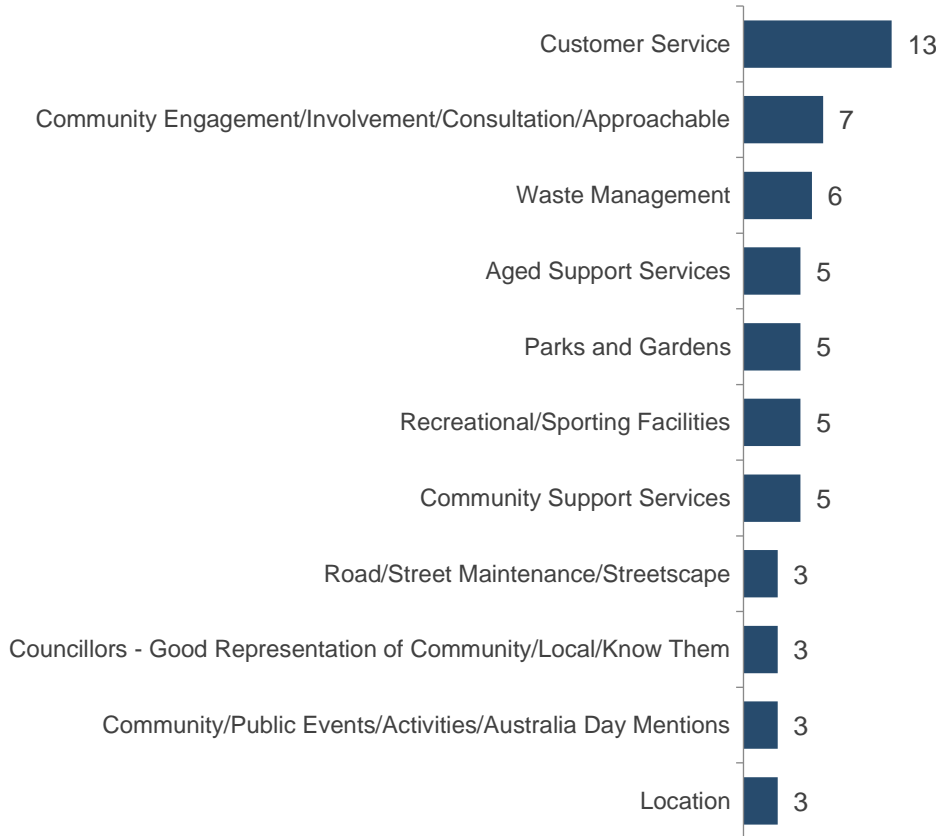 Customer Service 13
Community Engagement/Involvement/Consultation/Approachable 7
Waste Management 6
Aged Support Services 5
Parks and Gardens 5
Recreational/Sporting Facilities 5
Community Support Services 5
Road/Street Maintenance/Streetscape 3
Councillors - Good Representation of Community/Local/Know Them 3
Community/Public Events/Activities/Australia Day Mentions 3
Location 3